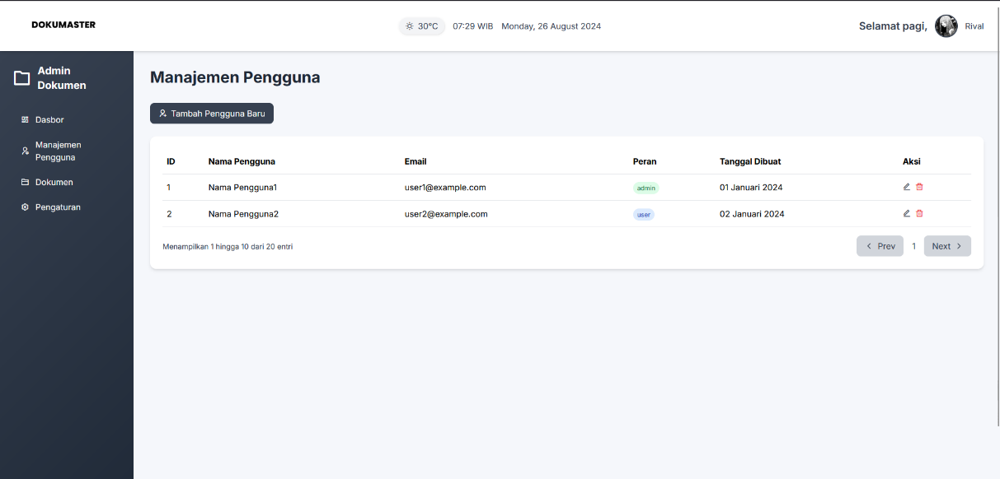 DOKUMASTER
30°C 07:29 WIB Monday, 26 August 2024
Selamat pagi, Rival
Admin
Dokumen
Dasbor
Manajemen
Pengguna
Dokumen
Pengaturan
Manajemen Pengguna
Tambah Pengguna Baru
ID Nama Pengguna Email Peran Tanggal Dibuat Aksi
1 Nama Pengguna1 user1@example.com admin 01 Januari 2024
2 Nama Pengguna2 user2@example.com user 02 Januari 2024
Menampilkan 1 hingga 10 dari 20 entri
Prev 1 Next